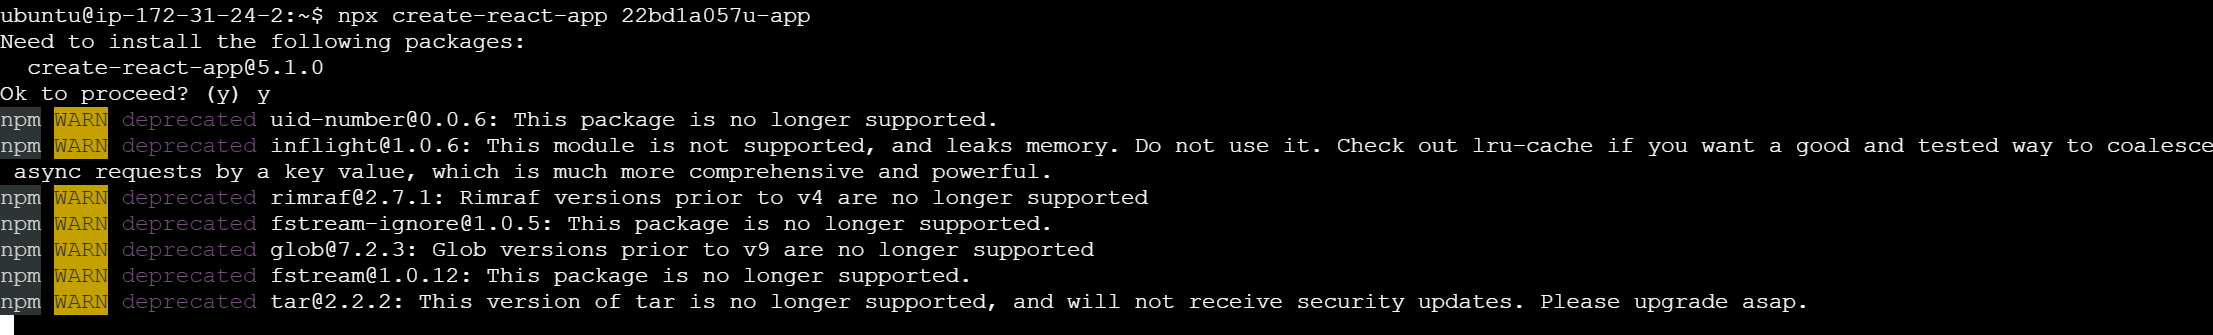 ubuntu@ip-172-31-24-2:~$ npx create-react-app 22bd1a057u-app
Need to install the following packages:
  create-react-app@5.1.0
Ok to proceed? (y) y
npm WARN deprecated uid-number@0.0.6: This package is no longer supported.
npm WARN deprecated inflight@1.0.6: This module is not supported, and leaks memory. Do not use it. Check out lru-cache if you want a good and tested way to coalesce
 async requests by a key value, which is much more comprehensive and powerful.
npm WARN deprecated rimraf@2.7.1: Rimraf versions prior to v4 are no longer supported
npm WARN deprecated fstream-ignore@1.0.5: This package is no longer supported.
npm WARN deprecated glob@7.2.3: Glob versions prior to v9 are no longer supported
npm WARN deprecated fstream@1.0.12: This package is no longer supported.
npm WARN deprecated tar@2.2.2: This version of tar is no longer supported, and will not receive security updates. Please upgrade asap.